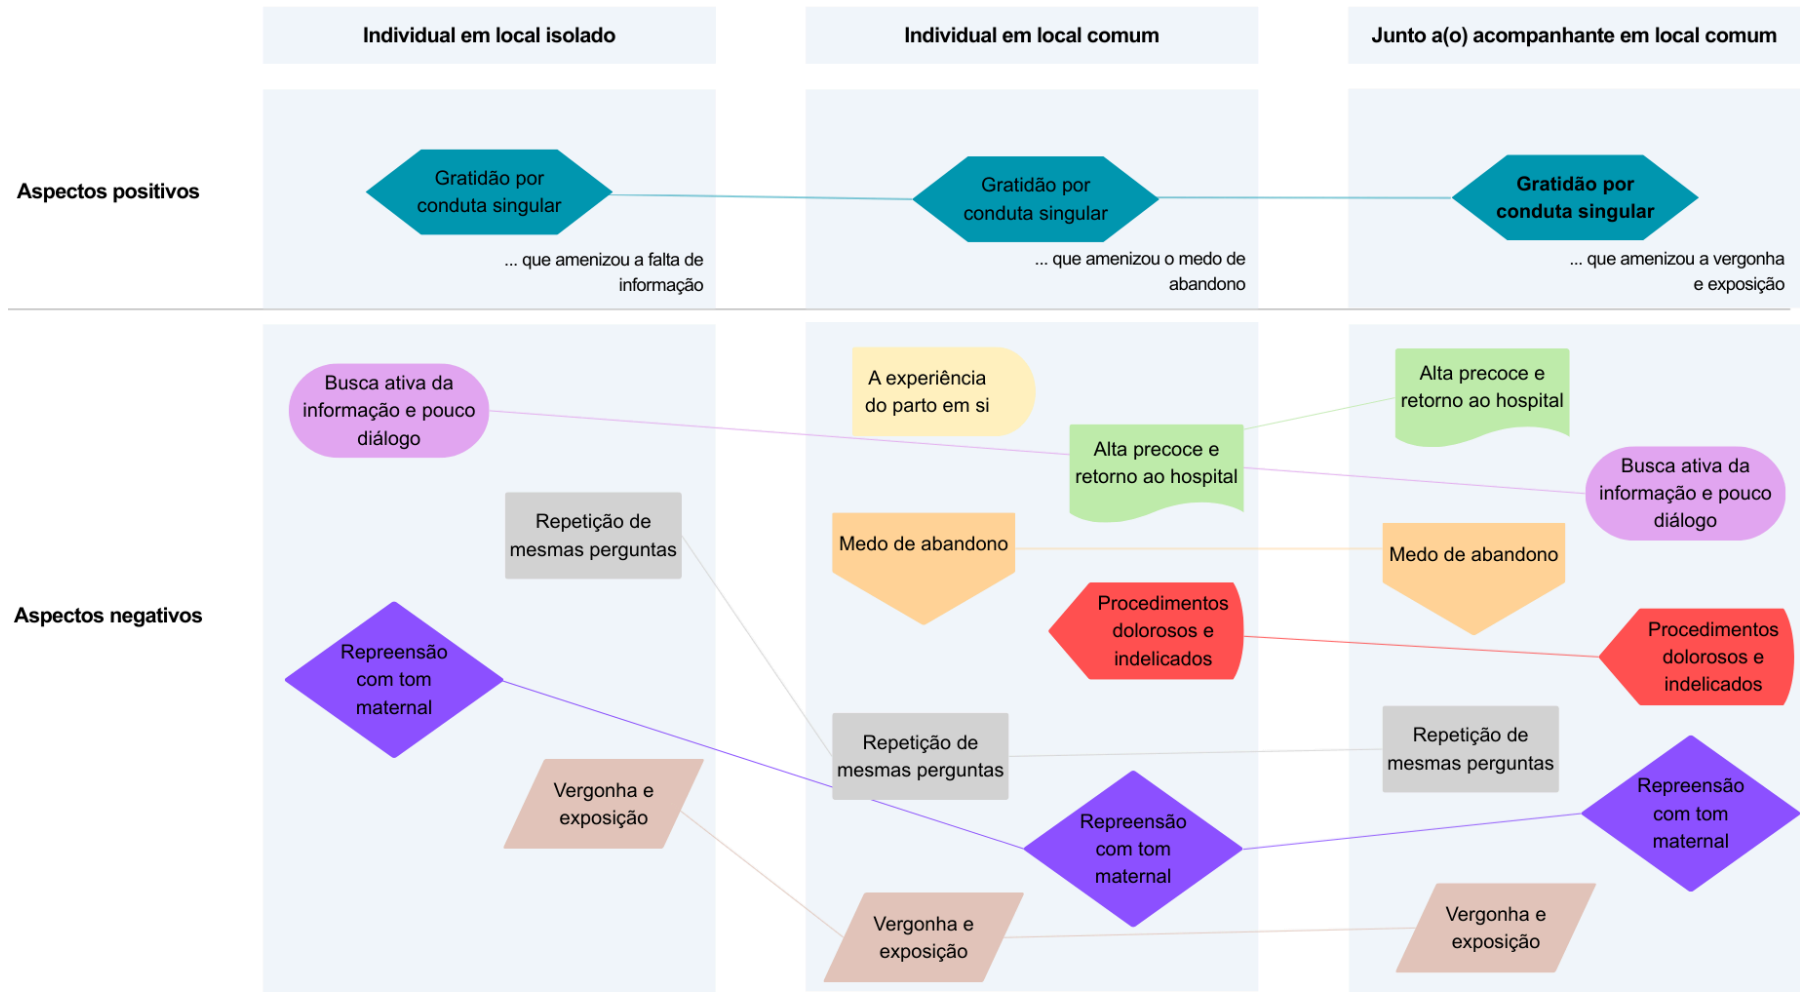 Individual em local isolado
Individual em local comum
Junto a(o) acompanhante em local comum
Aspectos positivos
Gratidão por
conduta singular
... que amenizou a falta de
informação
Gratidão por
conduta singular
... que amenizou o medo de
abandono
Gratidão por
conduta singular
... que amenizou a vergonha
e exposição
Aspectos negativos
Busca ativa da
informação e pouco
diálogo
Repetição de
mesmas perguntas
Repreensão
com tom
maternal
Vergonha e
exposição
A experiência
do parto em si
Alta precoce e
retorno ao hospital
Medo de abandono
Procedimentos
dolorosos e
indelicados
Repetição de
mesmas perguntas
Repreensão
com tom
maternal
Vergonha e
exposição
Alta precoce e
retorno ao hospital
Busca ativa da
informação e pouco
diálogo
Medo de abandono
Procedimentos
dolorosos e
indelicados
Repetição de
mesmas perguntas
Repreensão
com tom
maternal
Vergonha e
exposição